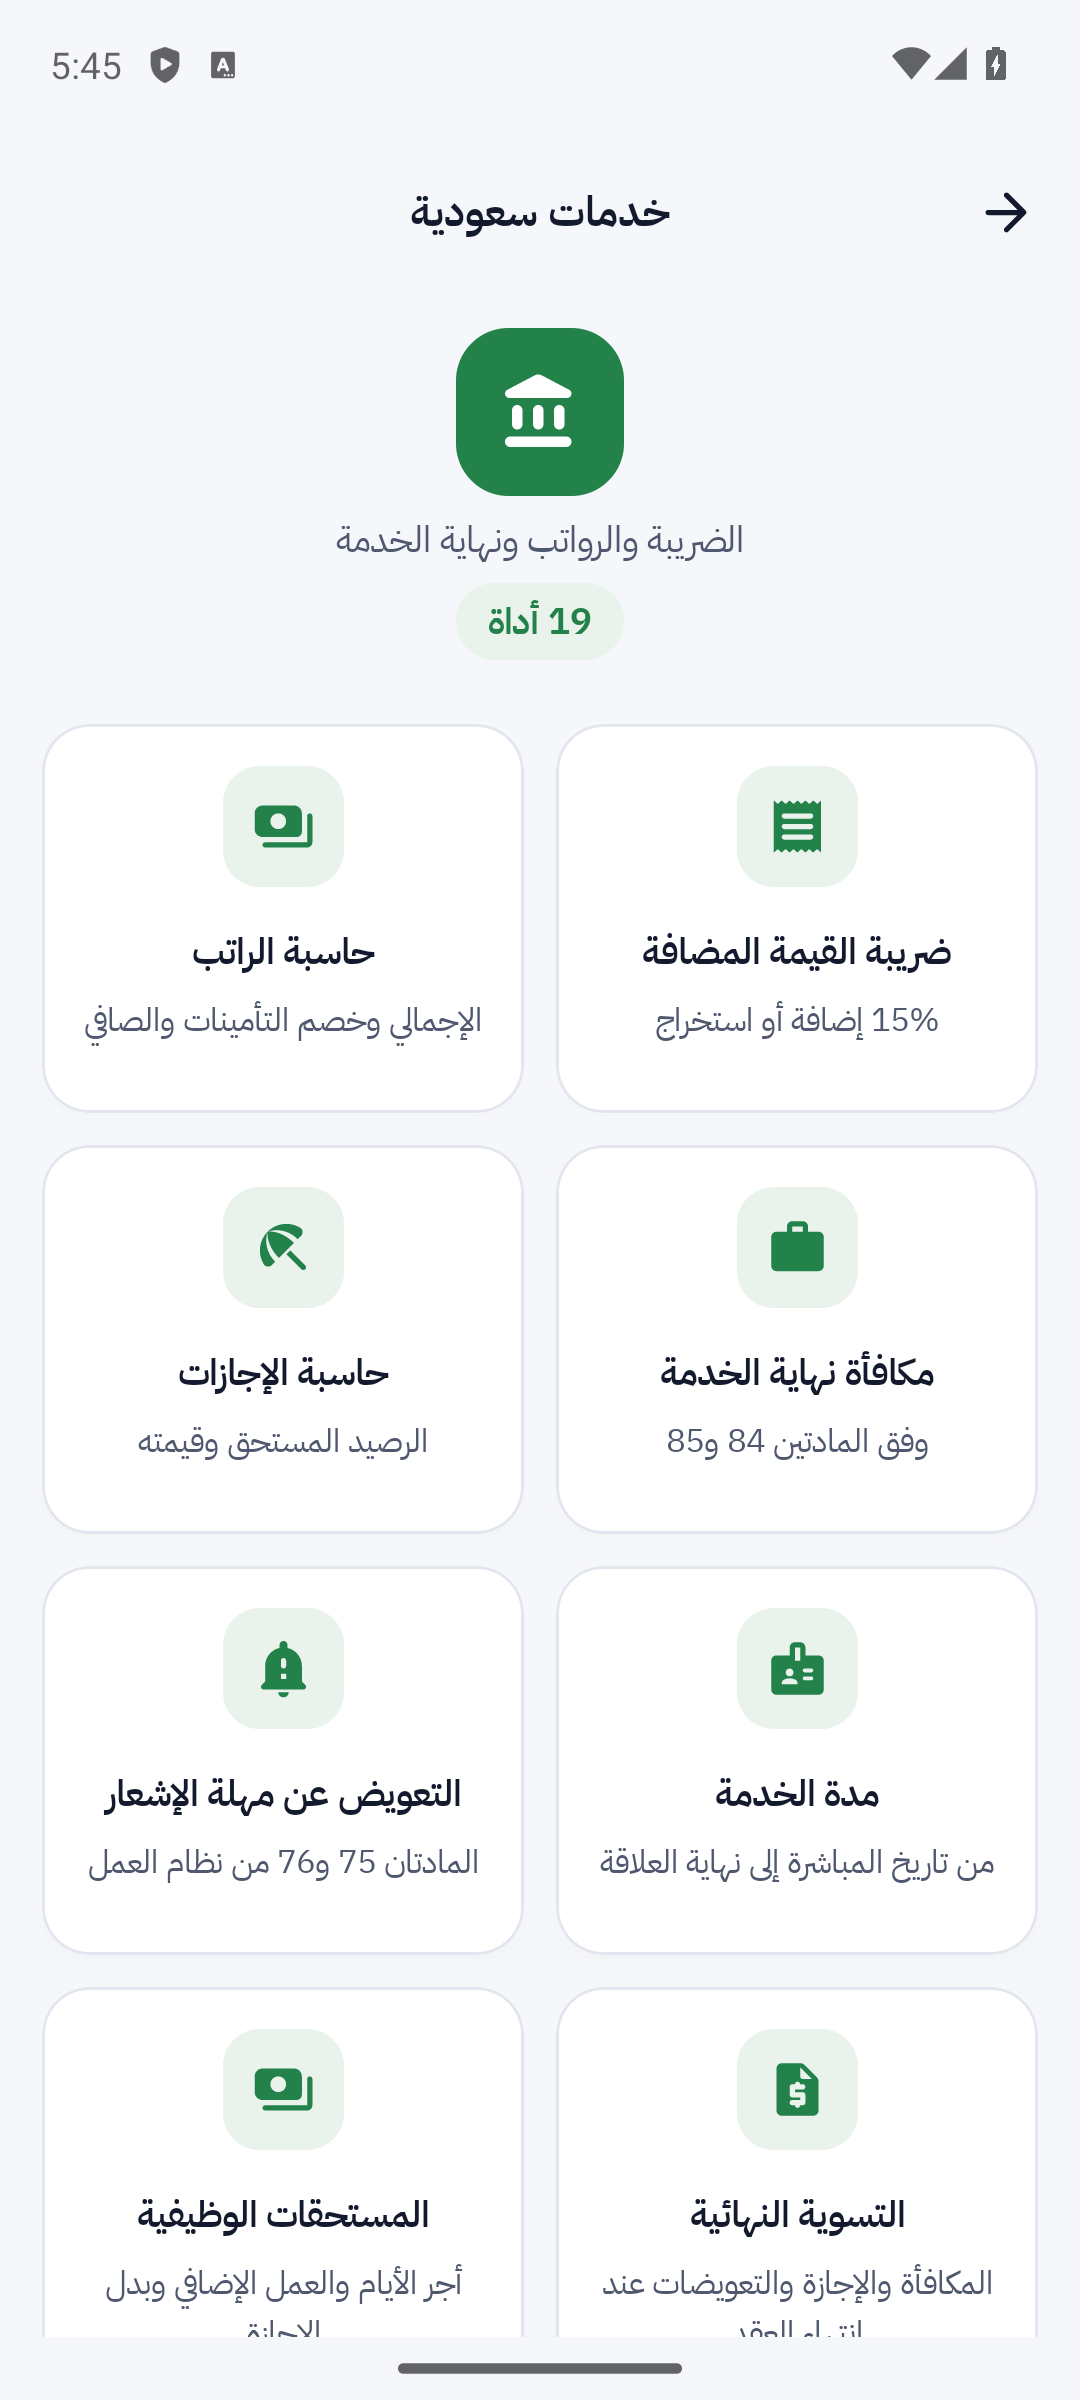 5:45
خدمات سعودية
الضريبة والرواتب ونهاية الخدمة
19 أداة
ضريبة القيمة المضافة
15% إضافة أو استخراج
حاسبة الراتب
الإجمالي وخصم التأمينات والصافي
مكافأة نهاية الخدمة
وفق المادتين 84 و85
حاسبة الإجازات
الرصيد المستحق وقيمته
مدة الخدمة
من تاريخ المباشرة إلى نهاية العلاقة
التعويض عن مهلة الإشعار
المادتان 75 و76 من نظام العمل
التسوية النهائية
المكافأة والإجازة والتعويضات عند
انتهاء العقد
المستحقات الوظيفية
أجر الأيام والعمل الإضافي وبدل
الإجازة